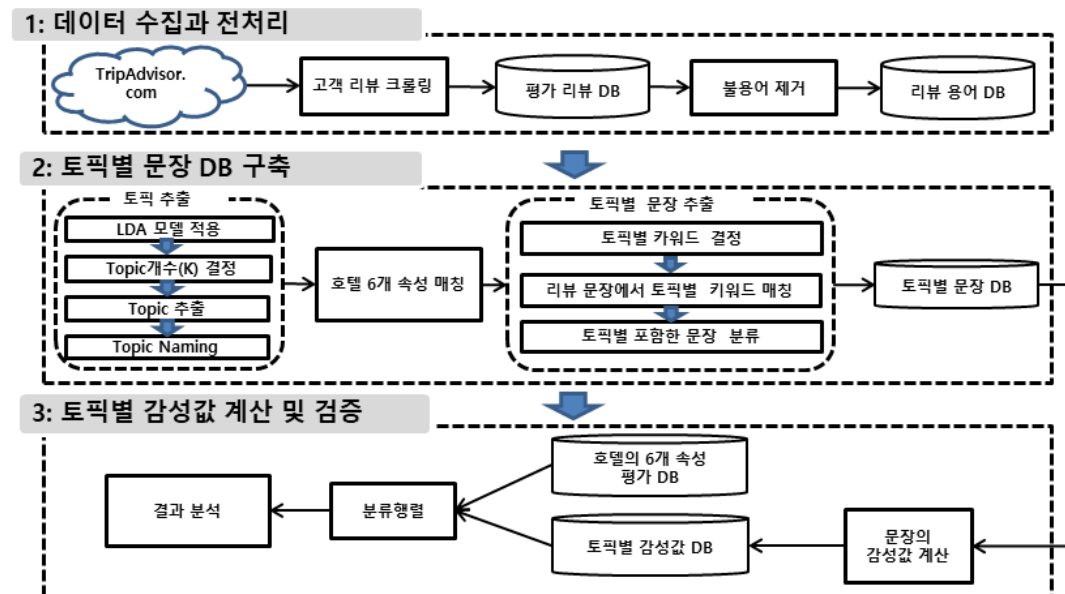 1: 데이터 수집과 전처리
TripAdvisor.
com
고객 리뷰 크롤링
평가 리뷰 DB
불용어 제거
리뷰 용어 DB
2: 토픽별 문장 DB 구축
토픽 추출
LDA 모델 적용
Topic개수(K) 결정
Topic 추출
Topic Naming
호텔 6개 속성 매칭
토픽별 문장 추출
토픽별 카워드 결정
리뷰 문장에서 토픽별 키워드 매칭
토픽별 포함한 문장 분류
토픽별 문장 DB
3: 토픽별 감성값 계산 및 검증
호델의 6개 속성
평가 DB
결과 분석
분류행렬
토픽별 감성값 DB
문장의
감성값 계산